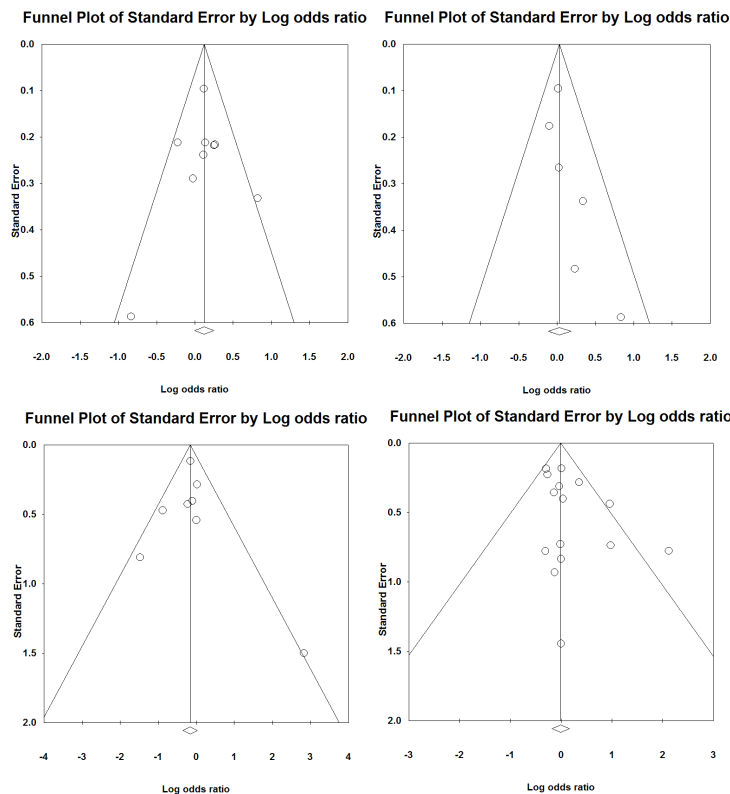 Funnel Plot of Standard Error by Log odds ratio
0.0
0.1
0.2
0.3
0.4
0.5
0.6
Standard Error
-2.0 -1.5 -1.0 -0.5 0.0 0.5 1.0 1.5 2.0
Log odds ratio
Funnel Plot of Standard Error by Log odds ratio
0.0
0.1
0.2
0.3
0.4
0.5
0.6
Standard Error
-2.0 -1.5 -1.0 -0.5 0.0 0.5 1.0 1.5 2.0
Log odds ratio
Funnel Plot of Standard Error by Log odds ratio
0.0
0.5
1.0
1.5
2.0
Standard Error
-4 -3 -2 -1 0 1 2 3 4
Log odds ratio
Funnel Plot of Standard Error by Log odds ratio
0.0
0.5
1.0
1.5
2.0
Standard Error
-3 -2 -1 0 1 2 3
Log odds ratio